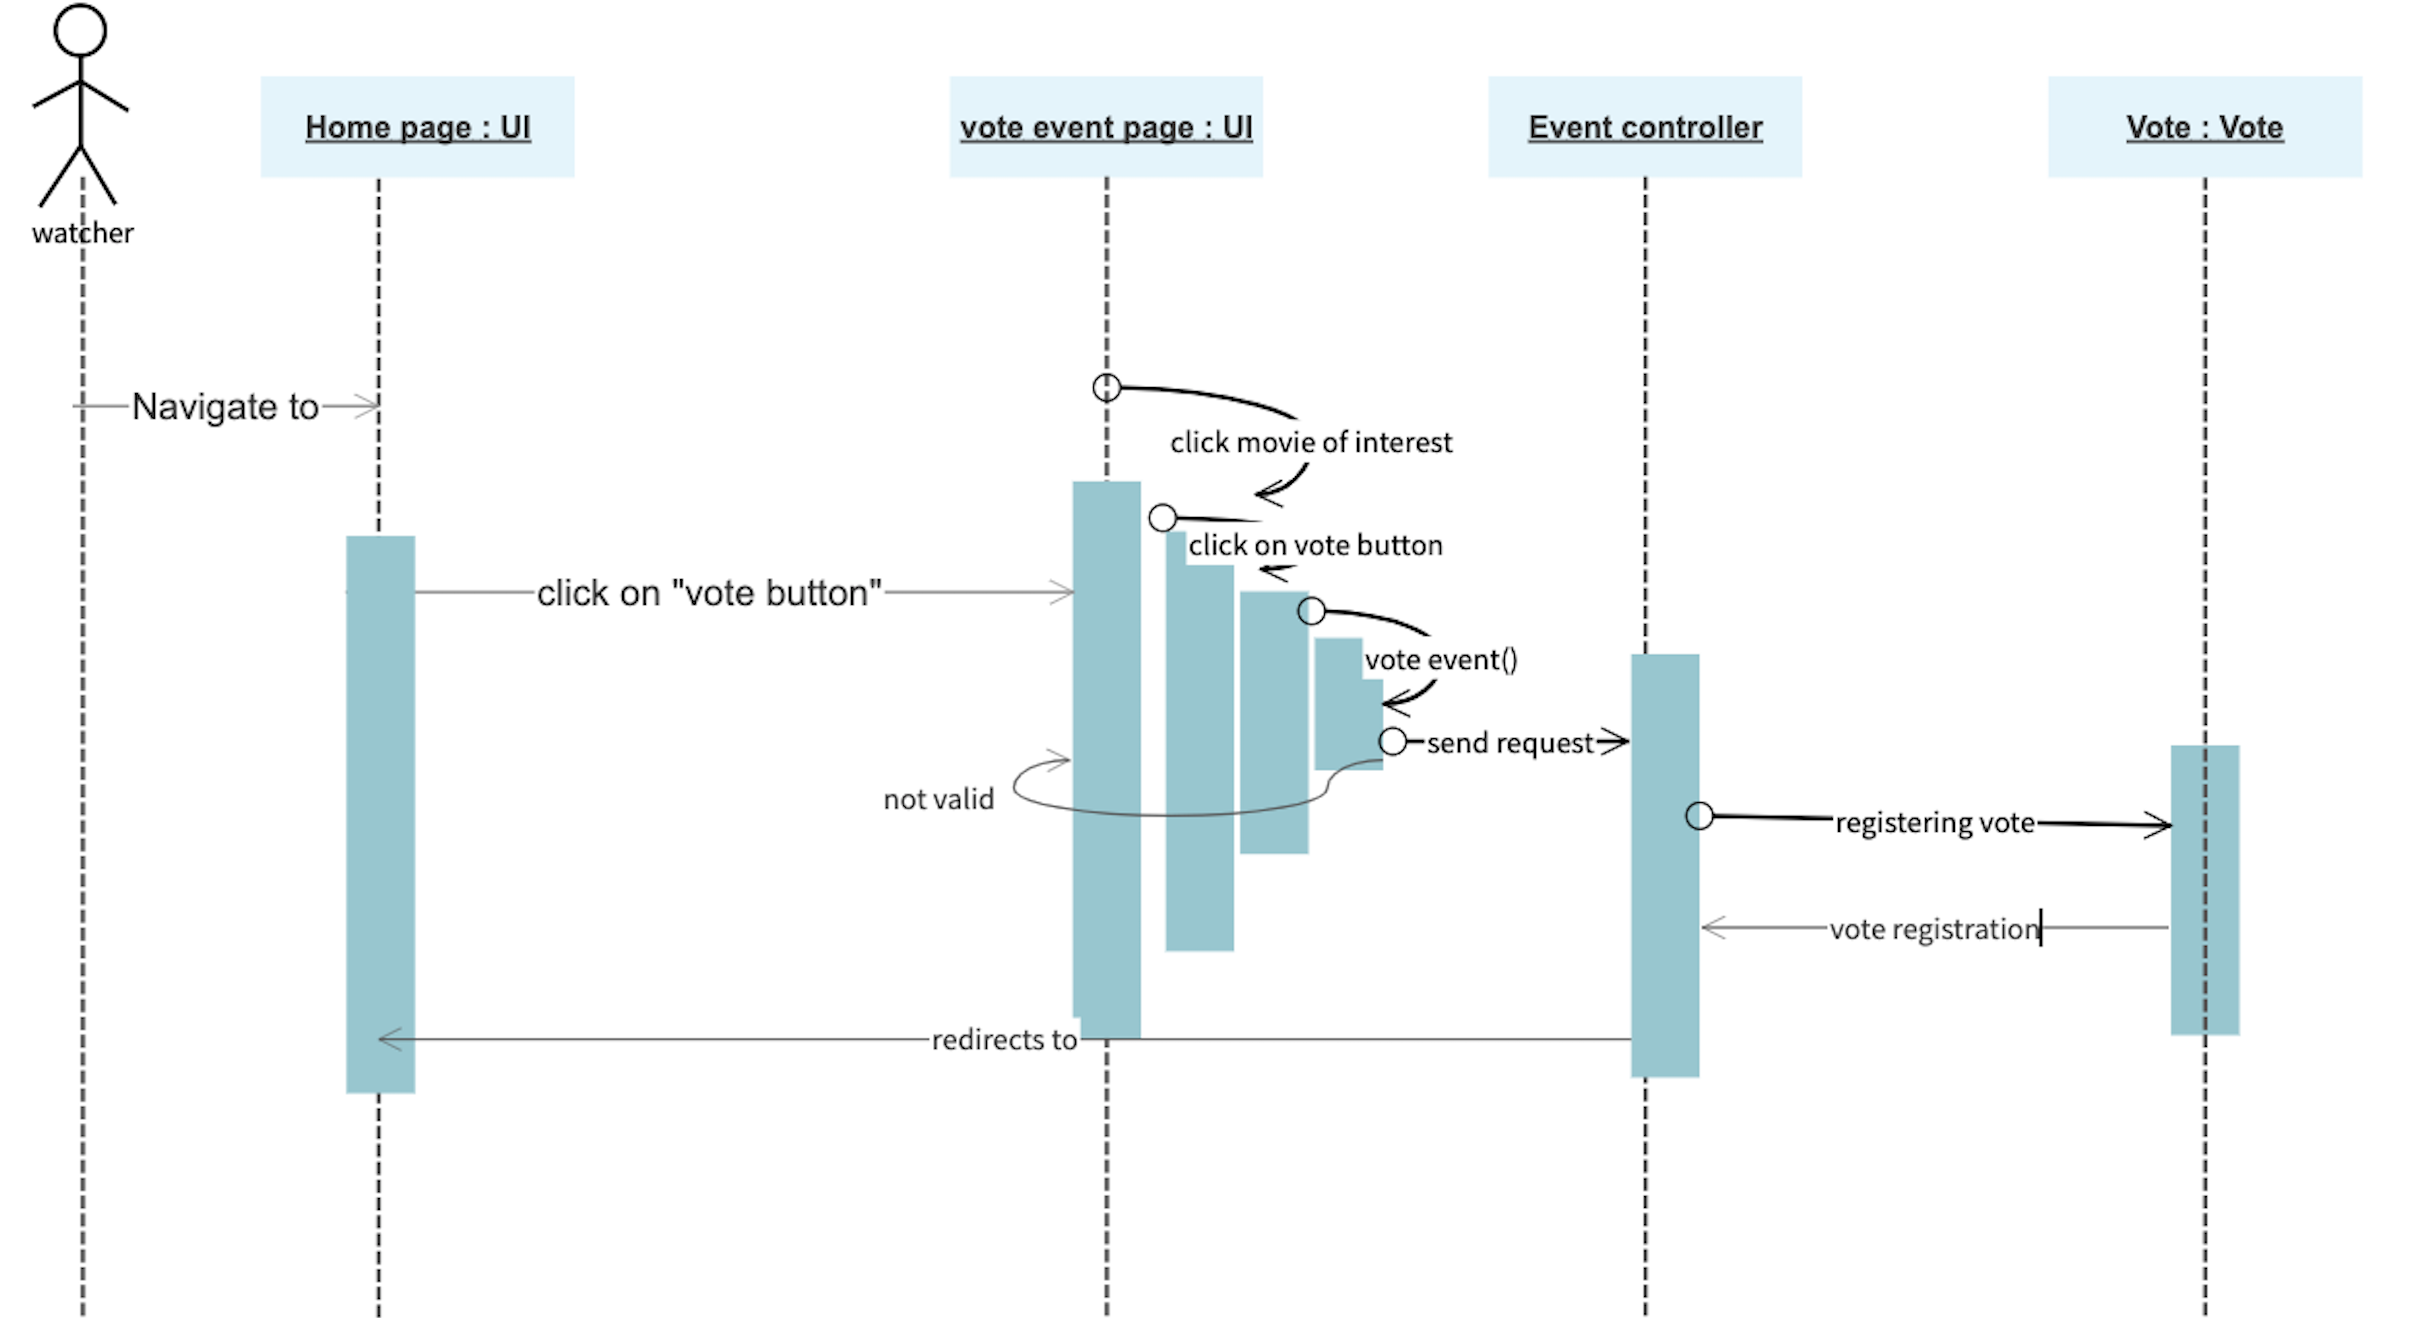 Home page : UI
vote event page : UI
Event controller
Vote : Vote
watcher
Navigate to
click movie of interest
click on vote button
click on "vote button"
vote event()
send request
not valid
registering vote
vote registration
redirects to